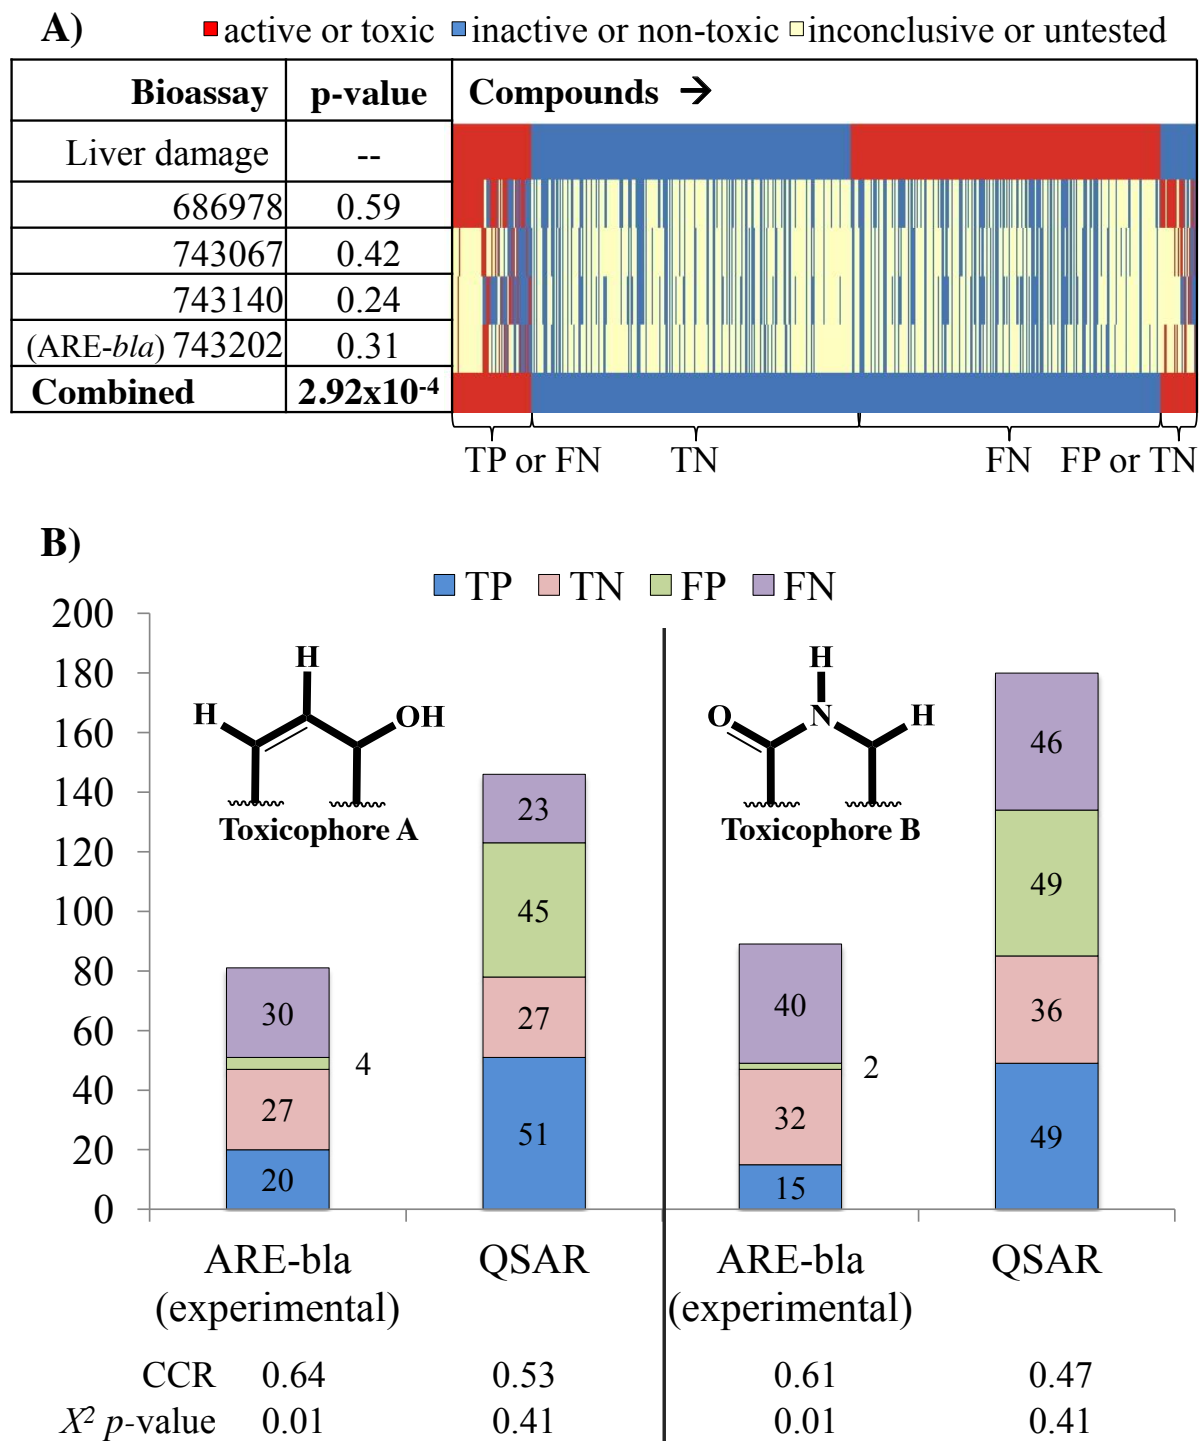 A) active or toxic inactive or non-toxic inconclusive or untested
Bioassay p-value Compounds →
Liver damage --
686978 0.59
743067 0.42
743140 0.24
(ARE-bla) 743202 0.31
Combined 2.92x10-4
TP or FN TN FN FP or TN
B)
TP TN FP FN
200
180
160
140
120
100
80
60
40
20
0
H
H OH
Toxicophore A
30
4
27
20
23
45
27
51
H
O N H
Toxicophore B
40
2
32
15
46
49
36
49
ARE-bla (experimental) QSAR ARE-bla (experimental) QSAR
CCR 0.64 0.53 0.61 0.47
X2 p-value 0.01 0.41 0.01 0.41